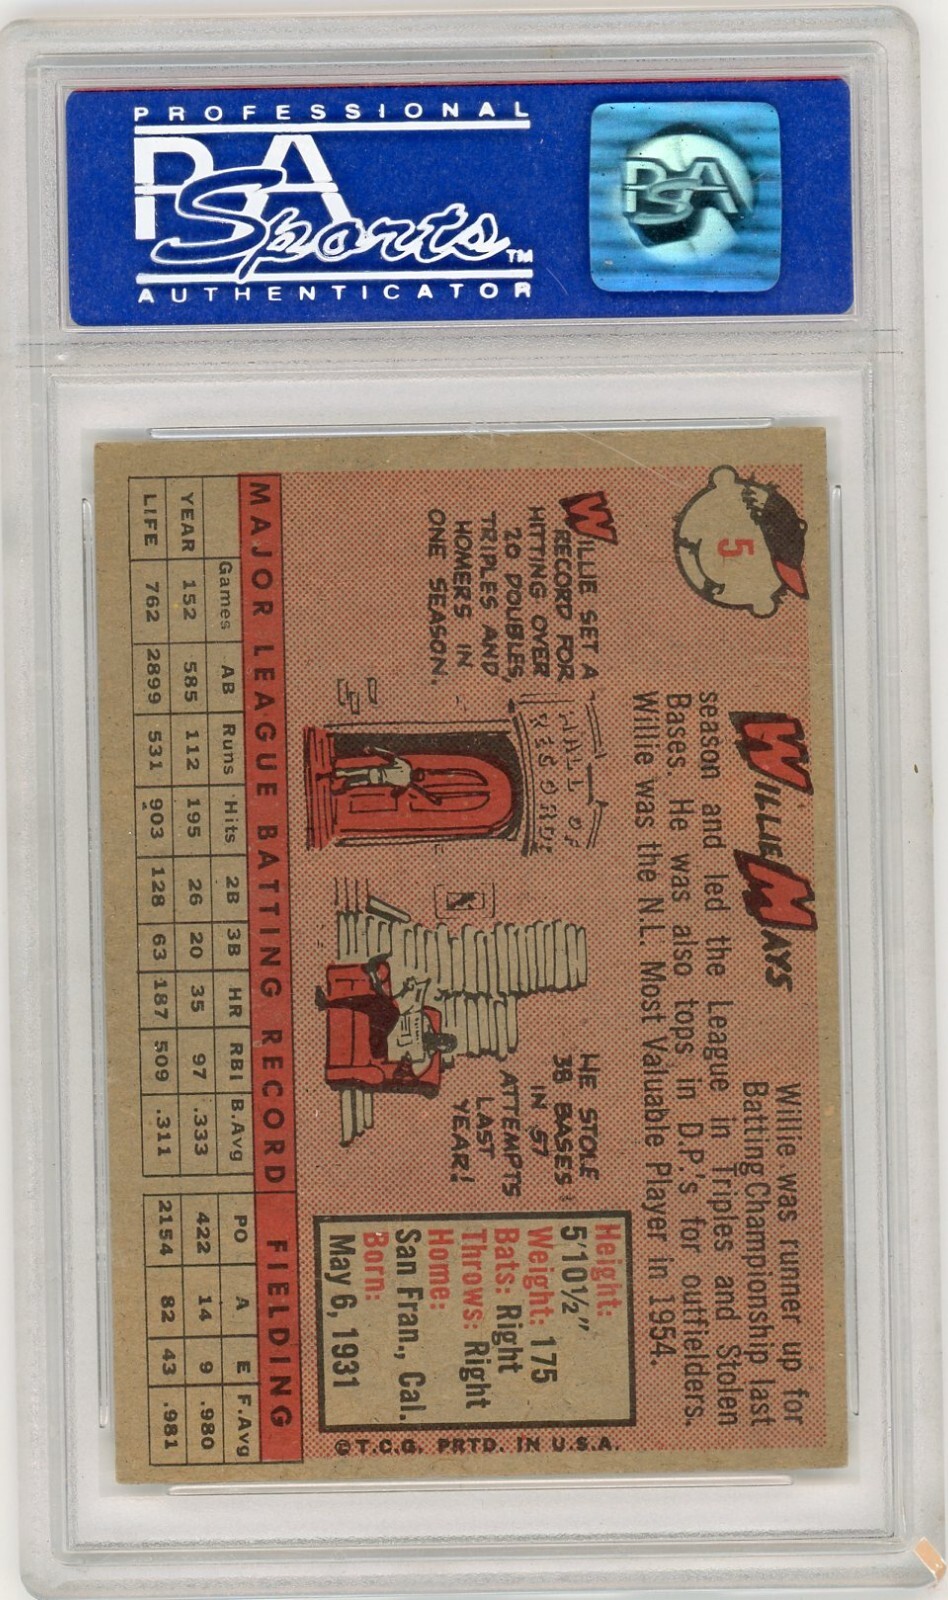 PROFESSIONAL
PSA
Sports™
AUTHENTICATOR
PSA
5
WILLIE MAYS
Willie was runner up for
Batting Championship last
season and led the League in Triples and Stolen
Bases. He was also tops in D.P.'s for outfielders.
Willie was the N.L. Most Valuable Player in 1954.
WILLIE SET A
RECORD FOR
HITTING OVER
20 DOUBLES
TRIPLES AND
HOMERS IN
ONE SEASON.
HALL OF
RECORDS
HE STOLE
38 BASES
IN 57
ATTEMPTS
LAST
YEAR!
Height:
5'10½"
Weight: 175
Bats: Right
Throws: Right
Home:
San Fran., Cal.
Born:
May 6, 1931
©T.C.G. PRTD. IN U.S.A.
MAJOR LEAGUE BATTING RECORD FIELDING
Games AB Runs Hits 2B 3B HR RBI B.Avg PO A E F.Avg
YEAR 152 585 112 195 26 20 35 97 .333 422 14 9 .980
LIFE 762 2899 531 903 128 63 187 509 .311 2154 82 43 .981